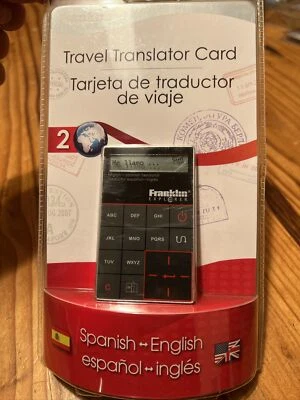 Travel Translator Card
Tarjeta de traductor
de viaje
2
Me llamo ...
Franklin
EXPLORER
ABC DEF GHI
JKL MNO PQRS
TUV WXYZ
C
Spanish↔English
español↔inglés